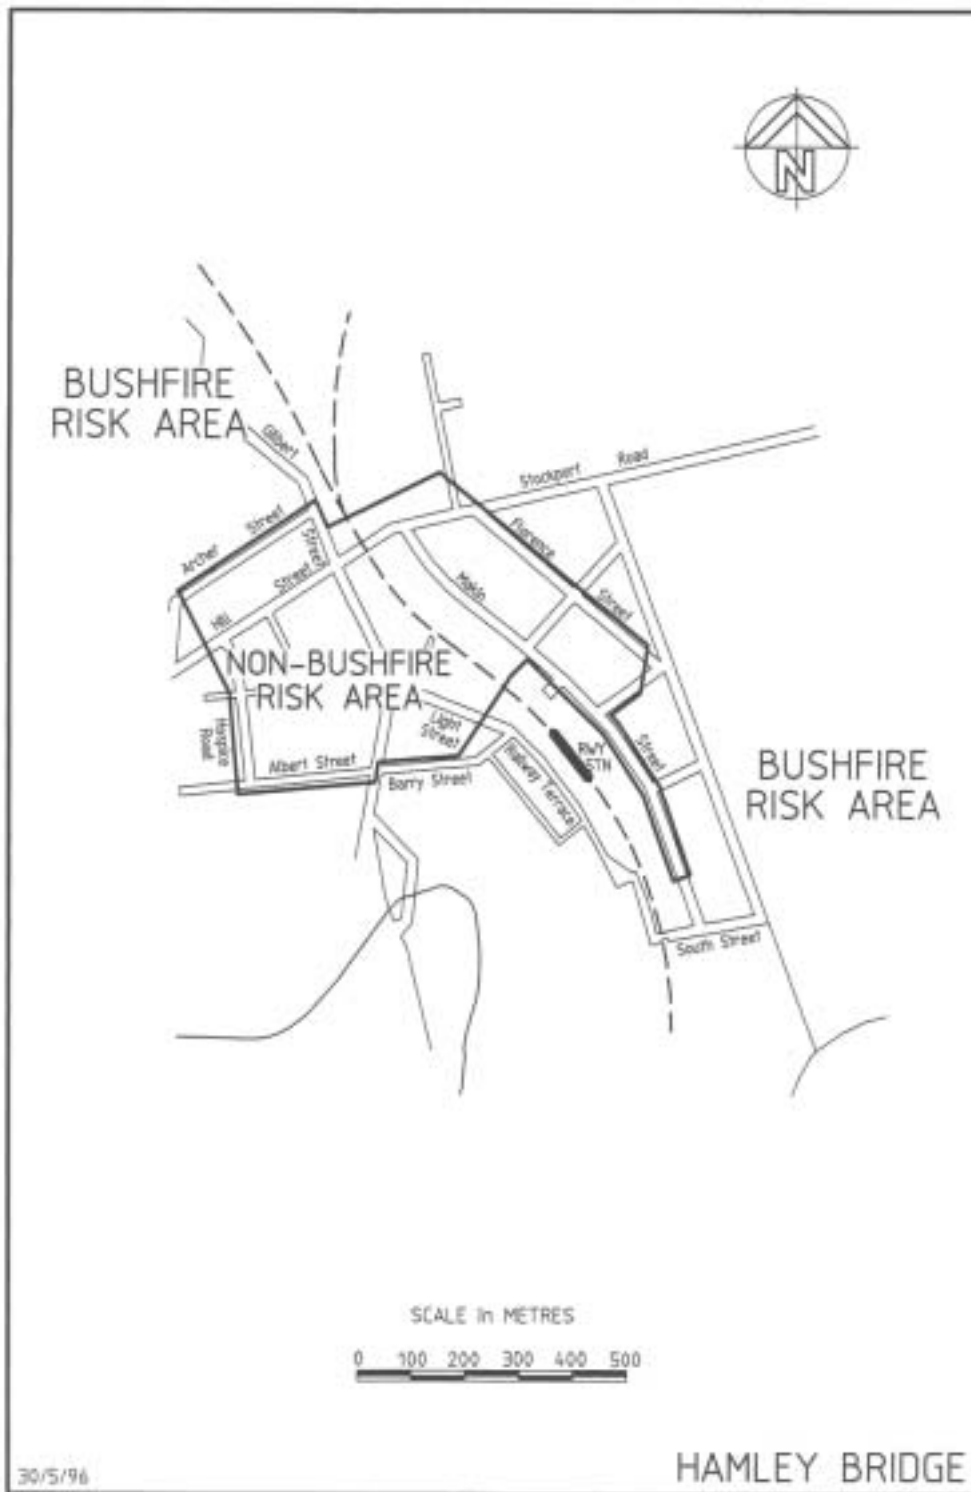 N
BUSHFIRE
RISK AREA
Gilbert
Street
Stockport Road
Archer Street
Florence Street
Hill Street
Makin Street
NON-BUSHFIRE
RISK AREA
Light
Street
Hospice
Road
Albert Street
Barry Street
Railway Terrace
RWY
STN
BUSHFIRE
RISK AREA
South Street
SCALE in METRES
0 100 200 300 400 500
30/5/96
HAMLEY BRIDGE